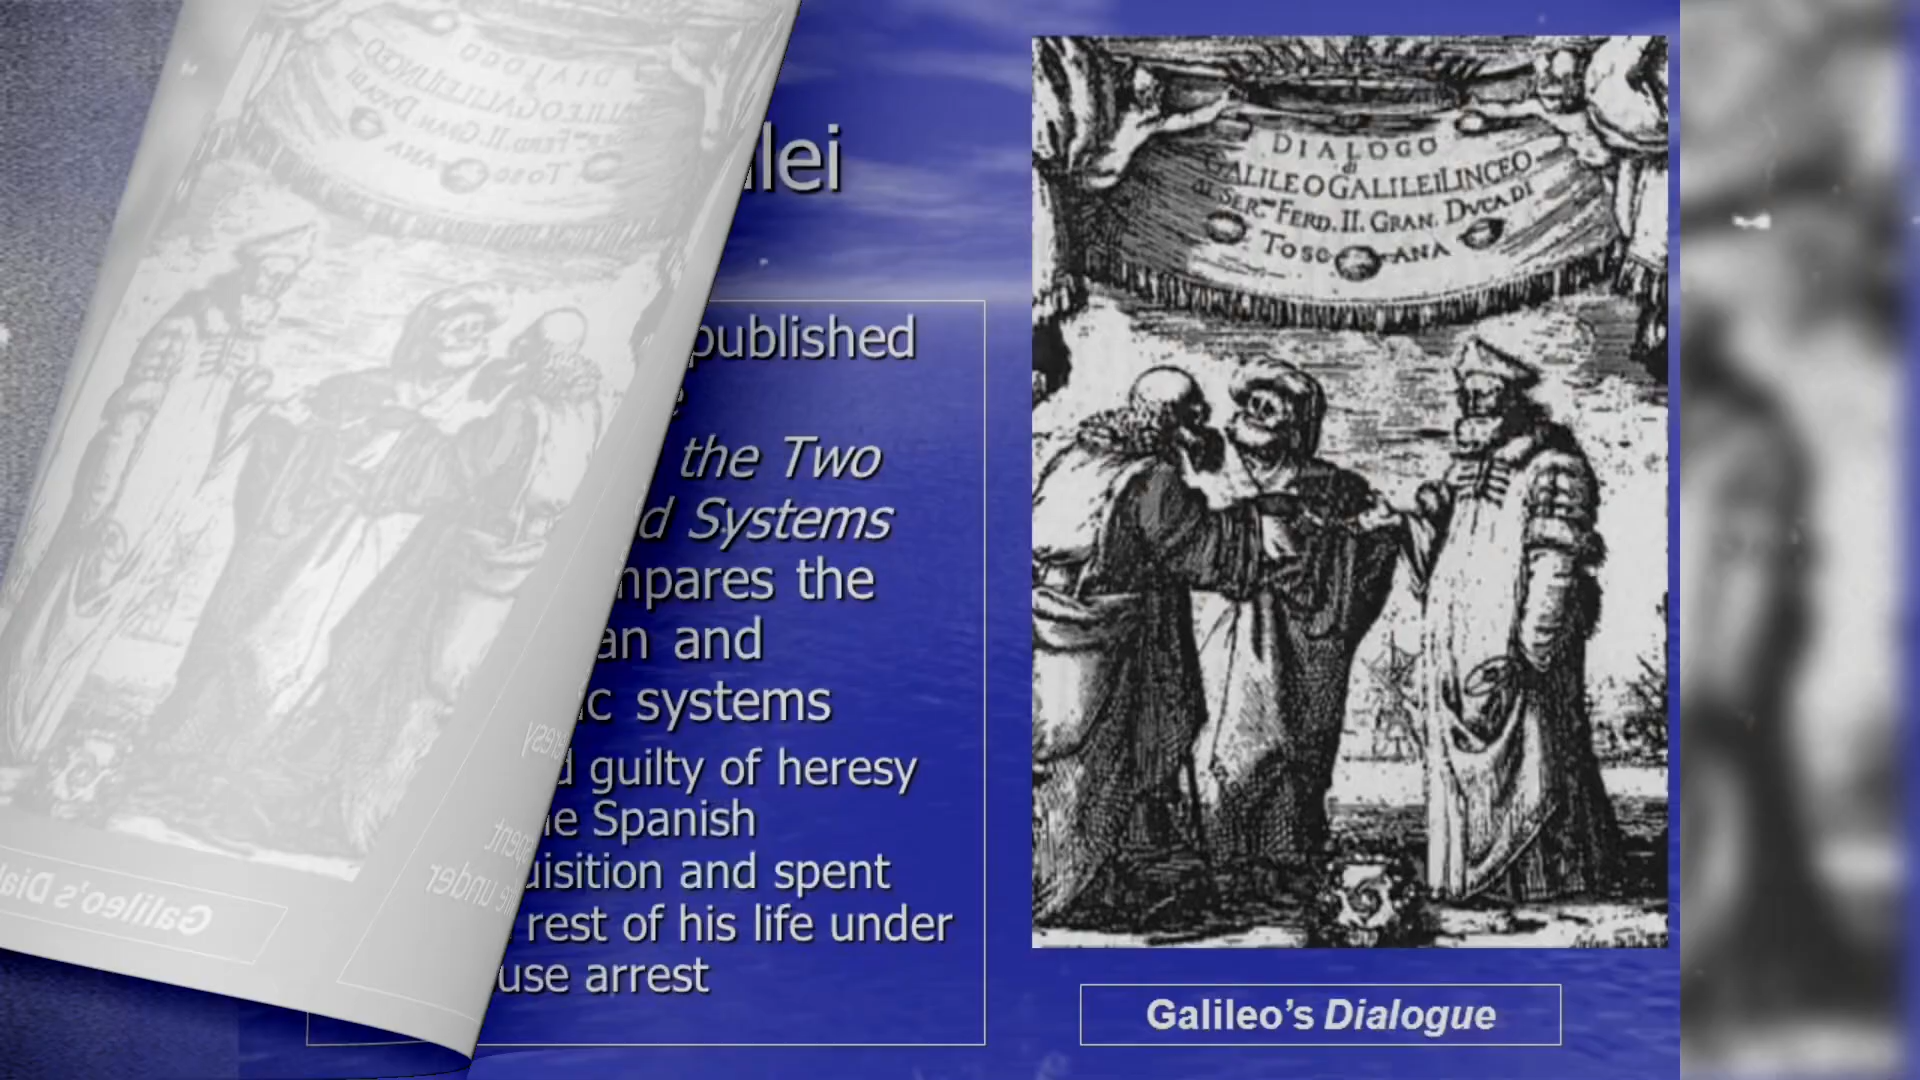 lei
published
the Two
d Systems
mpares the
an and
ic systems
d guilty of heresy
e Spanish
uisition and spent
rest of his life under
use arrest
DIALOGO
di
GALILEO GALILEI LINCEO
AL SER.mo FERD. II. GRAN. DVCA DI
TOSCANA
Galileo's Dialogue